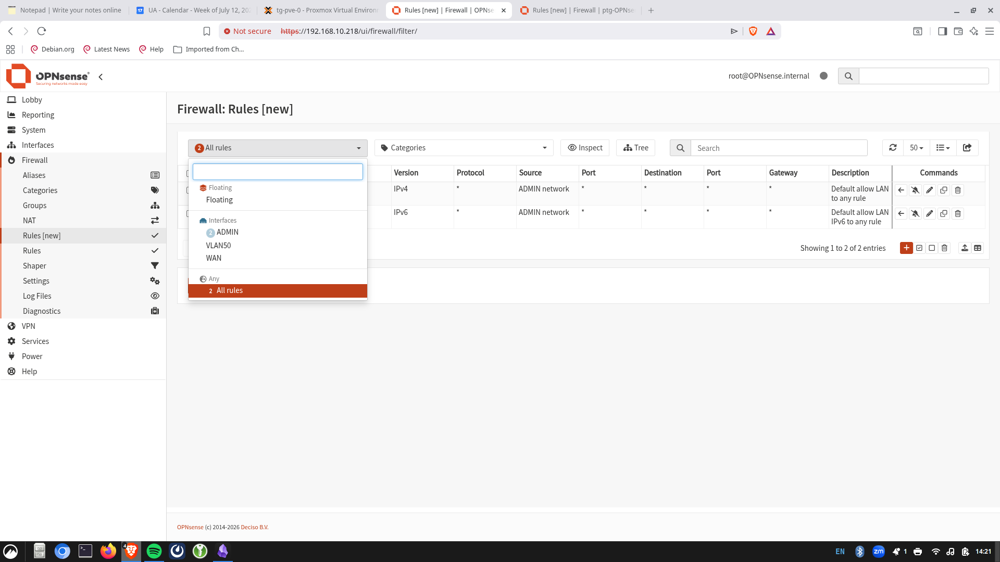 Notepad | Write your notes online
UA - Calendar - Week of July 12, 202
tg-pve-0 - Proxmox Virtual Environ
Rules [new] | Firewall | OPNse
Rules [new] | Firewall | ptg-OPNse
Not secure
https://192.168.10.218/ui/firewall/filter/
Debian.org
Latest News
Help
Imported from Ch...
OPNsense®
Securing networks made easy
root@OPNsense.internal
Lobby
Reporting
System
Interfaces
Firewall
Aliases
Categories
Groups
NAT
Rules [new]
Rules
Shaper
Settings
Log Files
Diagnostics
VPN
Services
Power
Help
Firewall: Rules [new]
2 All rules
Categories
Inspect
Tree
Search
50
Floating
Floating
Interfaces
2 ADMIN
VLAN50
WAN
Any
2 All rules
Version Protocol Source Port Destination Port Gateway Description Commands
IPv4 * ADMIN network * * * * Default allow LAN
to any rule
IPv6 * ADMIN network * * * * Default allow LAN
IPv6 to any rule
Showing 1 to 2 of 2 entries
OPNsense (c) 2014-2026 Deciso B.V.
4
EN
zm
1
14:21